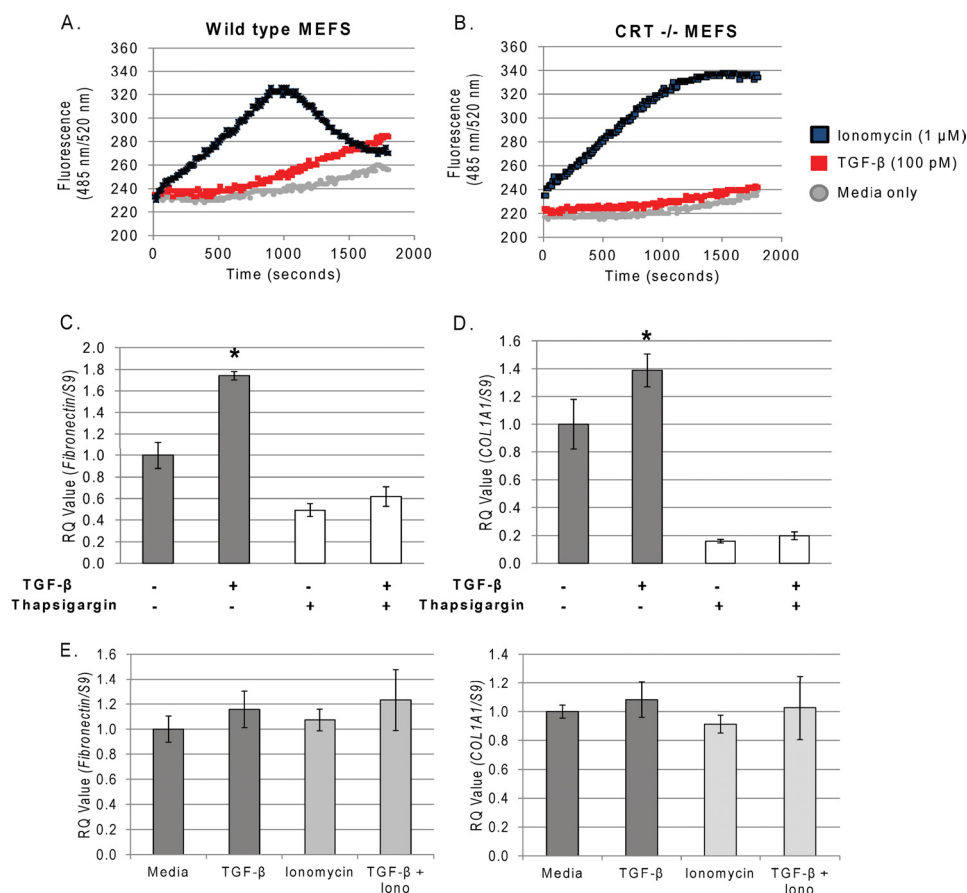 A.
Wild type MEFS
360
340
320
300
280
260
240
220
200
Fluorescence
(485 nm/520 nm)
0
500
1000
1500
2000
Time (seconds)
B.
CRT -/- MEFS
360
340
320
300
280
260
240
220
200
Fluorescence
(485 nm/520 nm)
0
500
1000
1500
2000
Time (seconds)
Ionomycin (1 µM)
TGF-β (100 pM)
Media only
C.
2.0
1.8
1.6
1.4
1.2
1.0
0.8
0.6
0.4
0.2
0.0
RQ Value (Fibronectin/S9)
*
TGF-β - + - +
Thapsigargin - - + +
D.
1.6
1.4
1.2
1.0
0.8
0.6
0.4
0.2
0.0
RQ Value (COL1A1/S9)
*
TGF-β - + - +
Thapsigargin - - + +
E.
1.6
1.4
1.2
1.0
0.8
0.6
0.4
0.2
0.0
RQ Value (Fibronectin/S9)
Media TGF-β Ionomycin TGF-β +
Iono
1.4
1.2
1.0
0.8
0.6
0.4
0.2
0.0
RQ Value (COL1A1/S9)
Media TGF-β Ionomycin TGF-β +
Iono